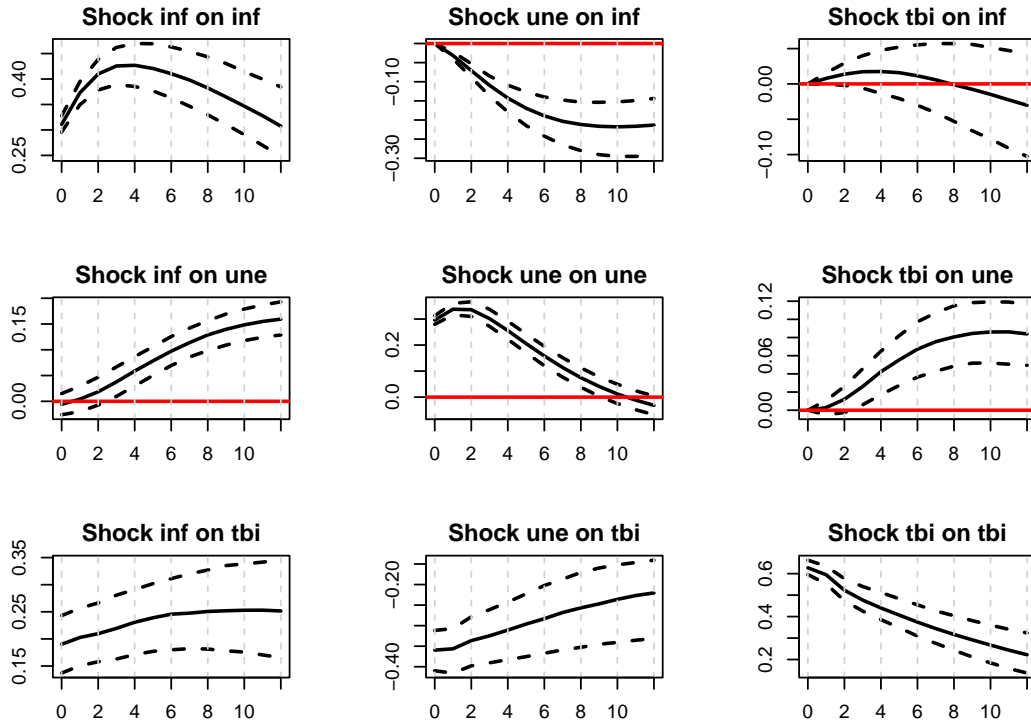 Shock inf on inf
Shock une on inf
Shock tbi on inf
0.25 0.40
0 2 4 6 8 10
−0.30 −0.10
0 2 4 6 8 10
−0.10 0.00
0 2 4 6 8 10
Shock inf on une
Shock une on une
Shock tbi on une
0.00 0.15
0 2 4 6 8 10
0.0 0.2
0 2 4 6 8 10
0.00 0.06 0.12
0 2 4 6 8 10
Shock inf on tbi
Shock une on tbi
Shock tbi on tbi
0.15 0.25 0.35
0 2 4 6 8 10
−0.40 −0.20
0 2 4 6 8 10
0.2 0.4 0.6
0 2 4 6 8 10